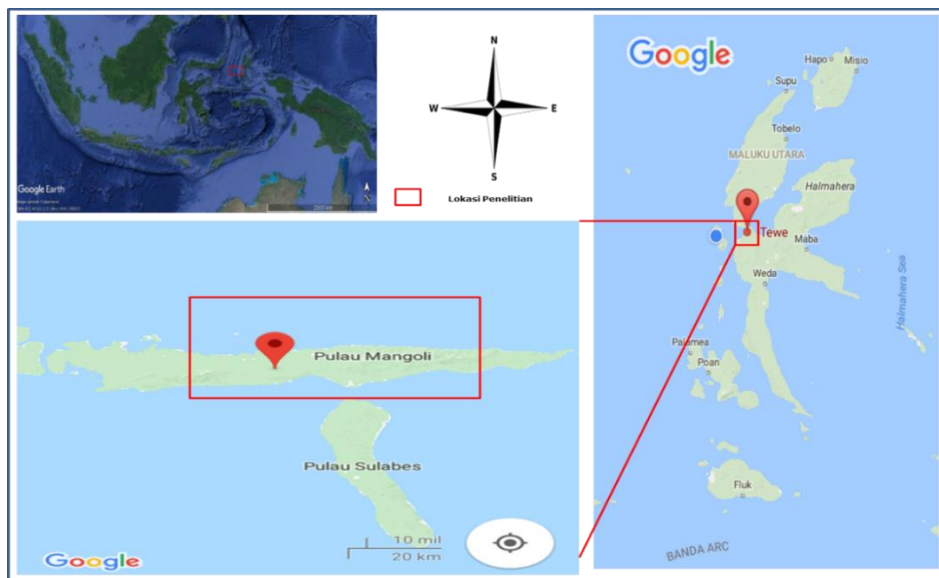 Google Earth
N
W
E
S
Lokasi Penelitian
Pulau Mangoli
Pulau Sulabes
10 mil
20 km
Google
Google
Hapo
Misio
Supu
Tobelo
MALUKU UTARA
Halmahera
Tewe
Maba
Weda
Halmahera Sea
Palamea
Poan
Fluk
BANDA ARC